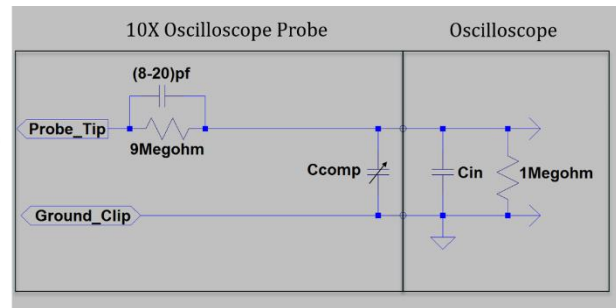 10X Oscilloscope Probe
Oscilloscope
(8-20)pf
Probe_Tip
9Megohm
Ccomp
Cin
1Megohm
Ground_Clip